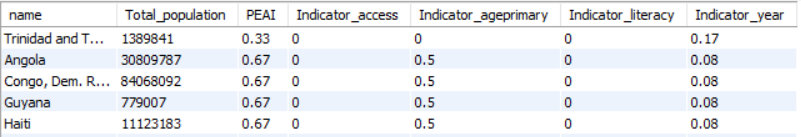 name Total_population PEAI Indicator_access Indicator_ageprimary Indicator_literacy Indicator_year
Trinidad and T... 1389841 0.33 0 0 0 0.17
Angola 30809787 0.67 0 0.5 0 0.08
Congo, Dem. R... 84068092 0.67 0 0.5 0 0.08
Guyana 779007 0.67 0 0.5 0 0.08
Haiti 11123183 0.67 0 0.5 0 0.08